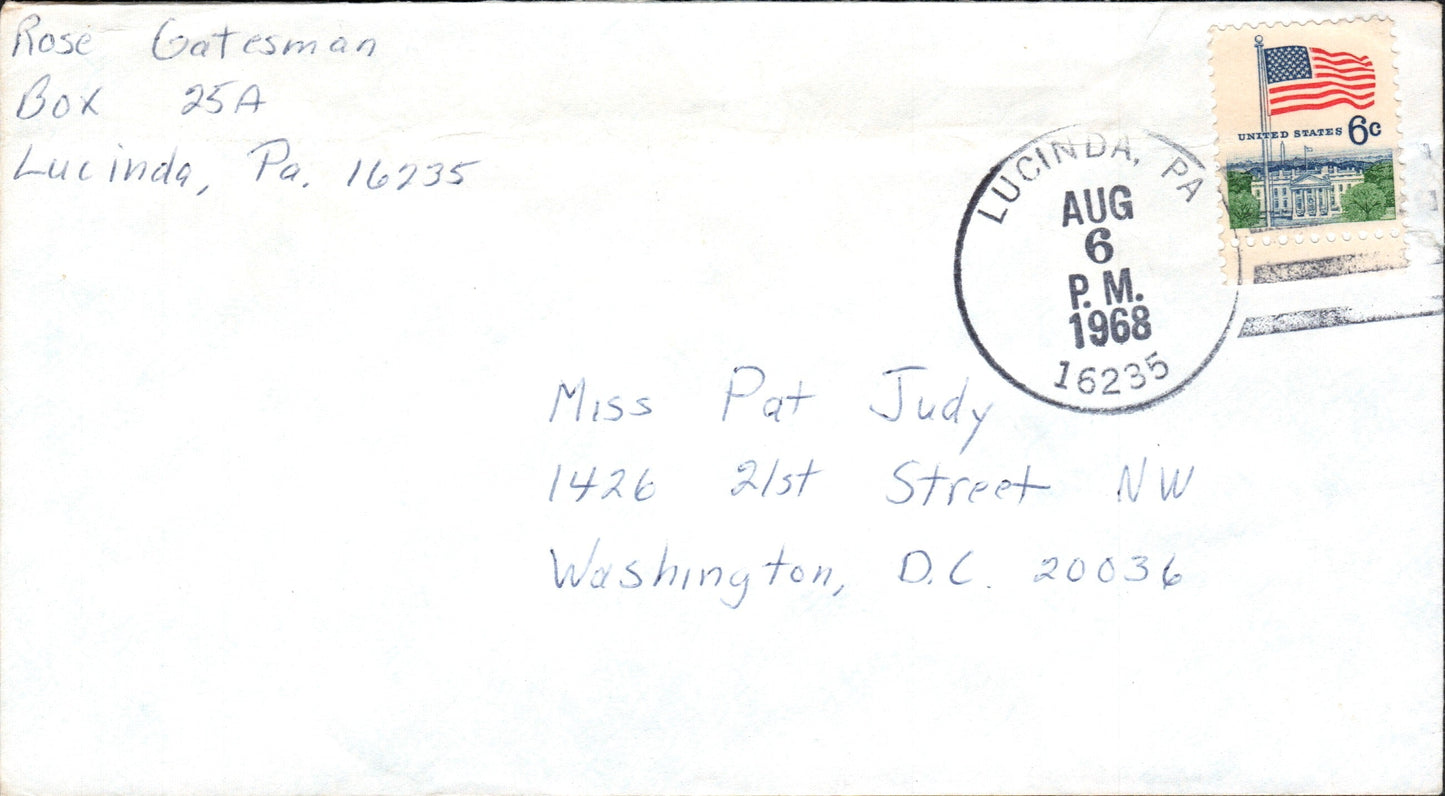 Rose Gatesman
Box 25A
Lucinda, Pa. 16235
UNITED STATES 6c
LUCINDA, PA
AUG
6
P. M.
1968
16235
Miss Pat Judy
1426 21st Street NW
Washington, D.C. 20036